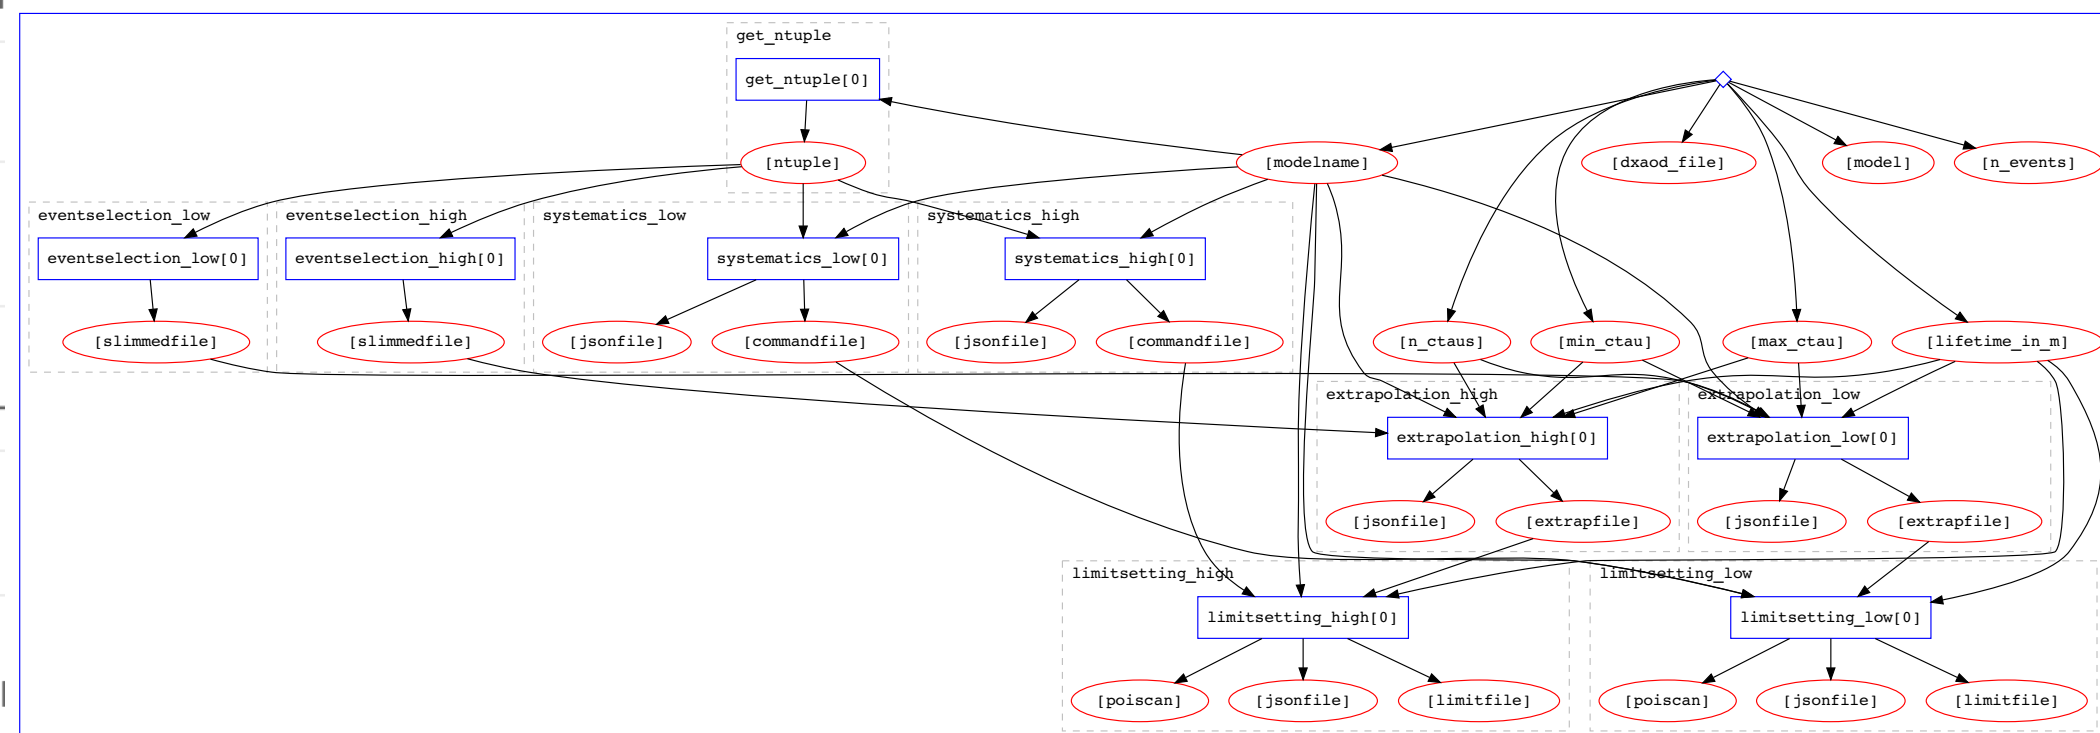 get_ntuple
get_ntuple[0]
[ntuple]
[modelname]
[dxaod_file]
[model]
[n_events]
eventselection_low
eventselection_high
systematics_low
systematics_high
eventselection_low[0]
eventselection_high[0]
systematics_low[0]
systematics_high[0]
[slimmedfile]
[slimmedfile]
[jsonfile]
[commandfile]
[jsonfile]
[commandfile]
[n_ctaus]
[min_ctau]
[max_ctau]
[lifetime_in_m]
extrapolation_high
extrapolation_low
extrapolation_high[0]
extrapolation_low[0]
[jsonfile]
[extrapfile]
[jsonfile]
[extrapfile]
limitsetting_high
limitsetting_low
limitsetting_high[0]
limitsetting_low[0]
[poiscan]
[jsonfile]
[limitfile]
[poiscan]
[jsonfile]
[limitfile]